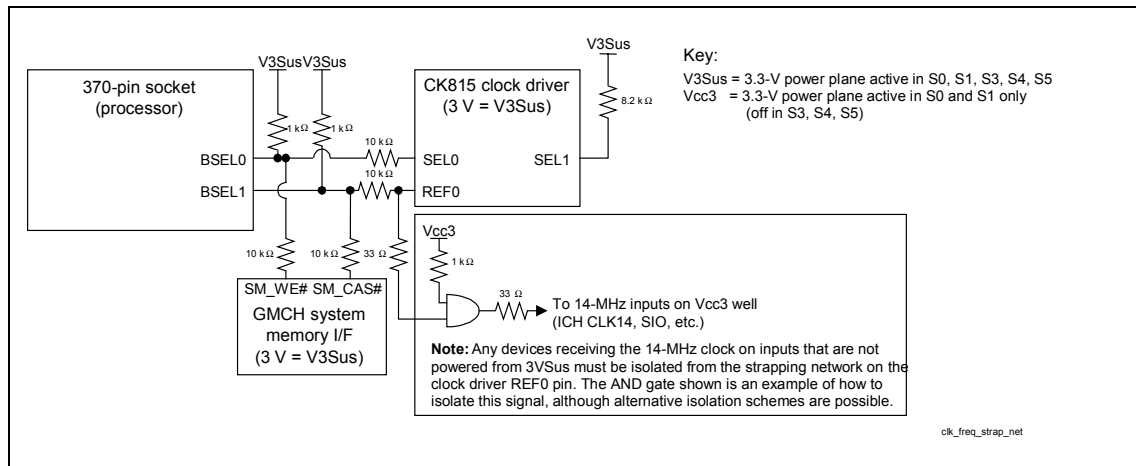 V3Sus V3Sus
370-pin socket
(processor)
1 kΩ
1 kΩ
BSEL0
BSEL1
10 kΩ
10 kΩ
CK815 clock driver
(3 V = V3Sus)
SEL0
SEL1
REF0
V3Sus
8.2 kΩ
Key:
V3Sus = 3.3-V power plane active in S0, S1, S3, S4, S5
Vcc3 = 3.3-V power plane active in S0 and S1 only
(off in S3, S4, S5)
10 kΩ
10 kΩ
33 Ω
SM_WE# SM_CAS#
GMCH system
memory I/F
(3 V = V3Sus)
Vcc3
1 kΩ
33 Ω
To 14-MHz inputs on Vcc3 well
(ICH CLK14, SIO, etc.)
Note: Any devices receiving the 14-MHz clock on inputs that are not
powered from 3VSus must be isolated from the strapping network on the
clock driver REF0 pin. The AND gate shown is an example of how to
isolate this signal, although alternative isolation schemes are possible.
clk_freq_strap_net